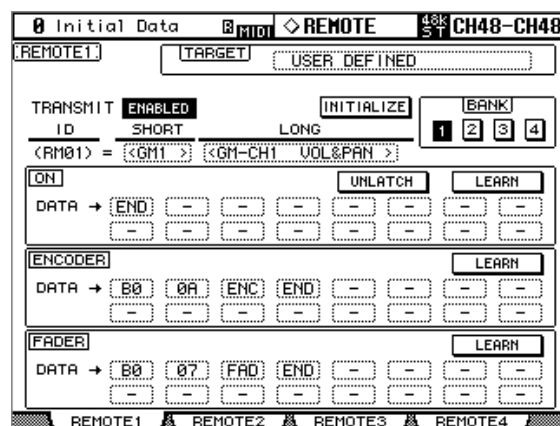 0 Initial Data B MIDI ◇ REMOTE 48K ST CH48-CH48
REMOTE1 TARGET USER DEFINED
TRANSMIT ENABLED INITIALIZE BANK
ID SHORT LONG 1 2 3 4
(RM01) = <GM1 > <GM-CH1 VOL&PAN >
ON UNLATCH LEARN
DATA → END - - - - - - -
- - - - - - - -
ENCODER LEARN
DATA → B0 0A ENC END - - - -
- - - - - - - -
FADER LEARN
DATA → B0 07 FAD END - - - -
- - - - - - - -
REMOTE1 REMOTE2 REMOTE3 REMOTE4